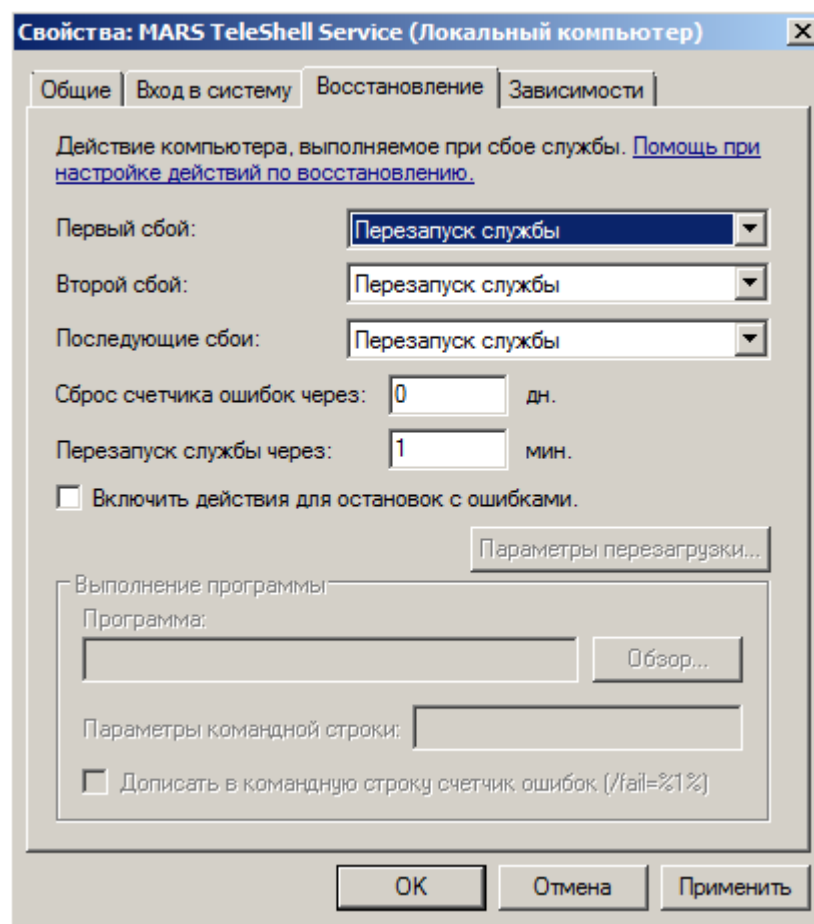 Свойства: MARS TeleShell Service (Локальный компьютер)
Общие Вход в систему Восстановление Зависимости
Действие компьютера, выполняемое при сбое службы. Помощь при
настройке действий по восстановлению.
Первый сбой: Перезапуск службы
Второй сбой: Перезапуск службы
Последующие сбои: Перезапуск службы
Сброс счетчика ошибок через: 0 дн.
Перезапуск службы через: 1 мин.
Включить действия для остановок с ошибками.
Параметры перезагрузки...
Выполнение программы
Программа:
Обзор...
Параметры командной строки:
Дописать в командную строку счетчик ошибок (/fail=%1%)
OK Отмена Применить